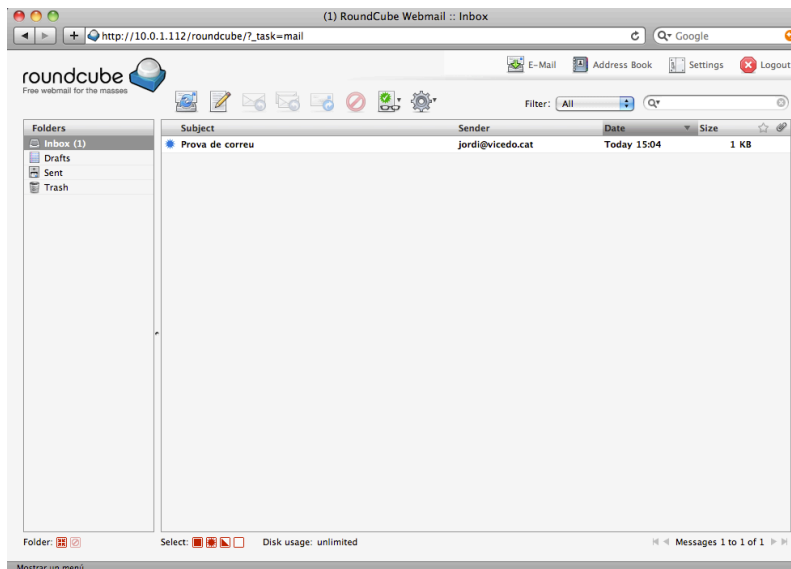 (1) RoundCube Webmail :: Inbox
http://10.0.1.112/roundcube/?_task=mail
Google
E-Mail Address Book Settings Logout
roundcube
Free webmail for the masses
Filter: All
Folders Subject Sender Date Size
Inbox (1) Prova de correu jordi@vicedo.cat Today 15:04 1 KB
Drafts
Sent
Trash
Folder: Select: Disk usage: unlimited Messages 1 to 1 of 1
Mostrar un menú